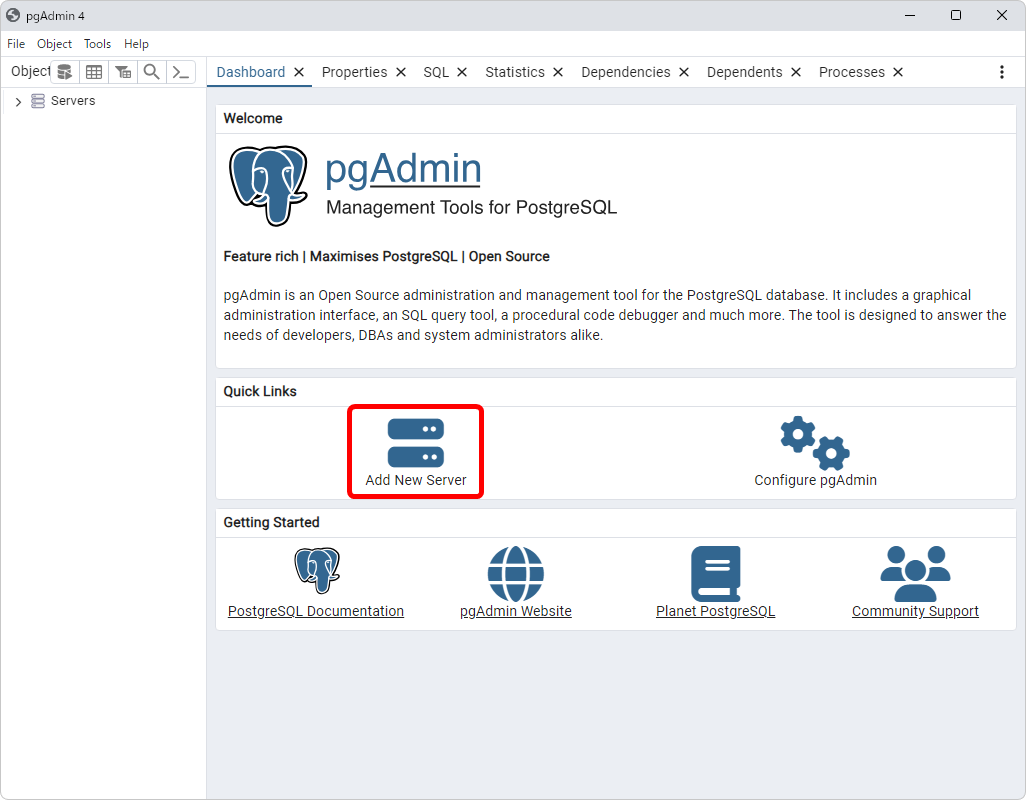 pgAdmin 4
File Object Tools Help
Object
Dashboard Properties SQL Statistics Dependencies Dependents Processes
Servers
Welcome
pgAdmin
Management Tools for PostgreSQL
Feature rich | Maximises PostgreSQL | Open Source
pgAdmin is an Open Source administration and management tool for the PostgreSQL database. It includes a graphical
administration interface, an SQL query tool, a procedural code debugger and much more. The tool is designed to answer the
needs of developers, DBAs and system administrators alike.
Quick Links
Add New Server Configure pgAdmin
Getting Started
PostgreSQL Documentation pgAdmin Website Planet PostgreSQL Community Support